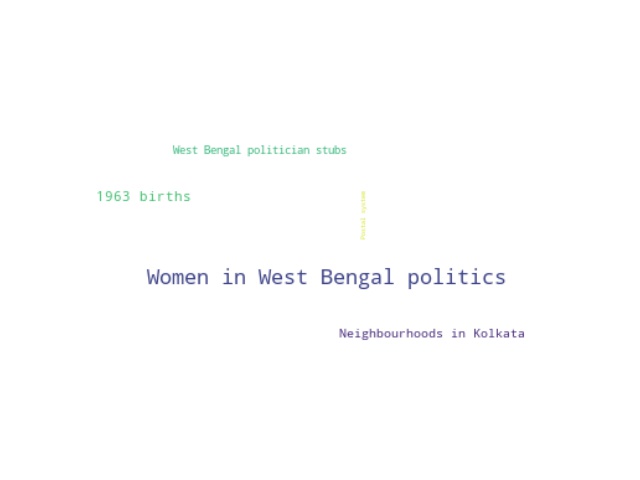 West Bengal politician stubs
1963 births
Postal system
Women in West Bengal politics
Neighbourhoods in Kolkata